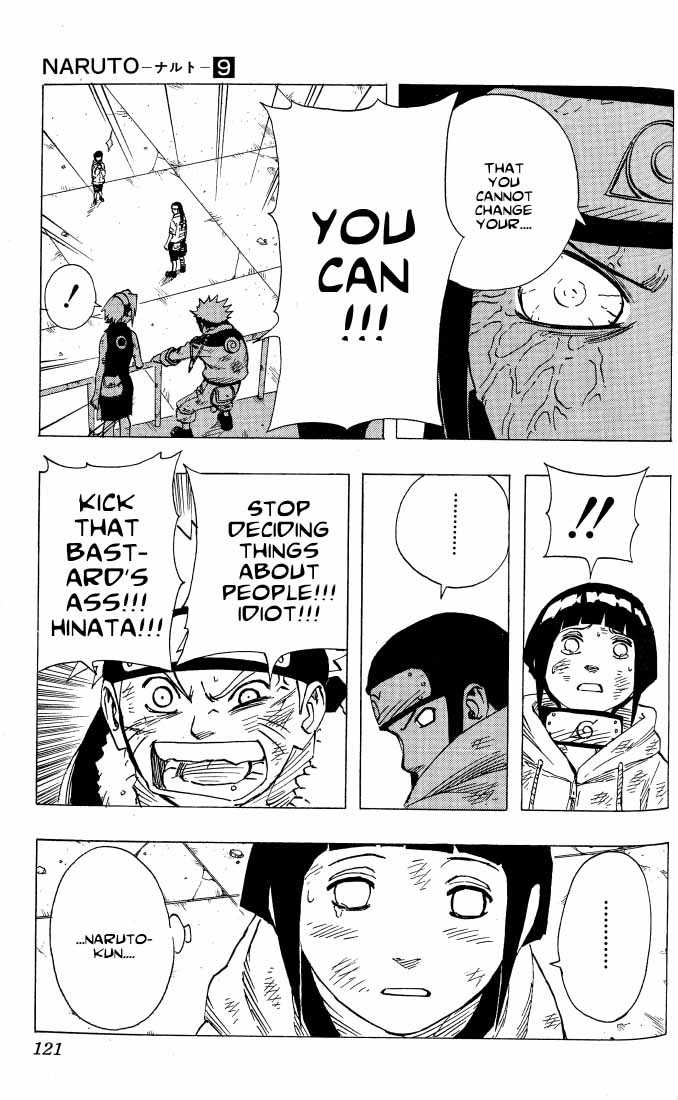 NARUTO－ナルト－9
THAT
YOU
CANNOT
CHANGE
YOUR....
YOU
CAN
!!!
!
!!
..........
STOP
DECIDING
THINGS
ABOUT
PEOPLE!!!
IDIOT!!!
KICK
THAT
BAST-
ARD'S
ASS!!!
HINATA!!!
..........
...NARUTO-
KUN....
121